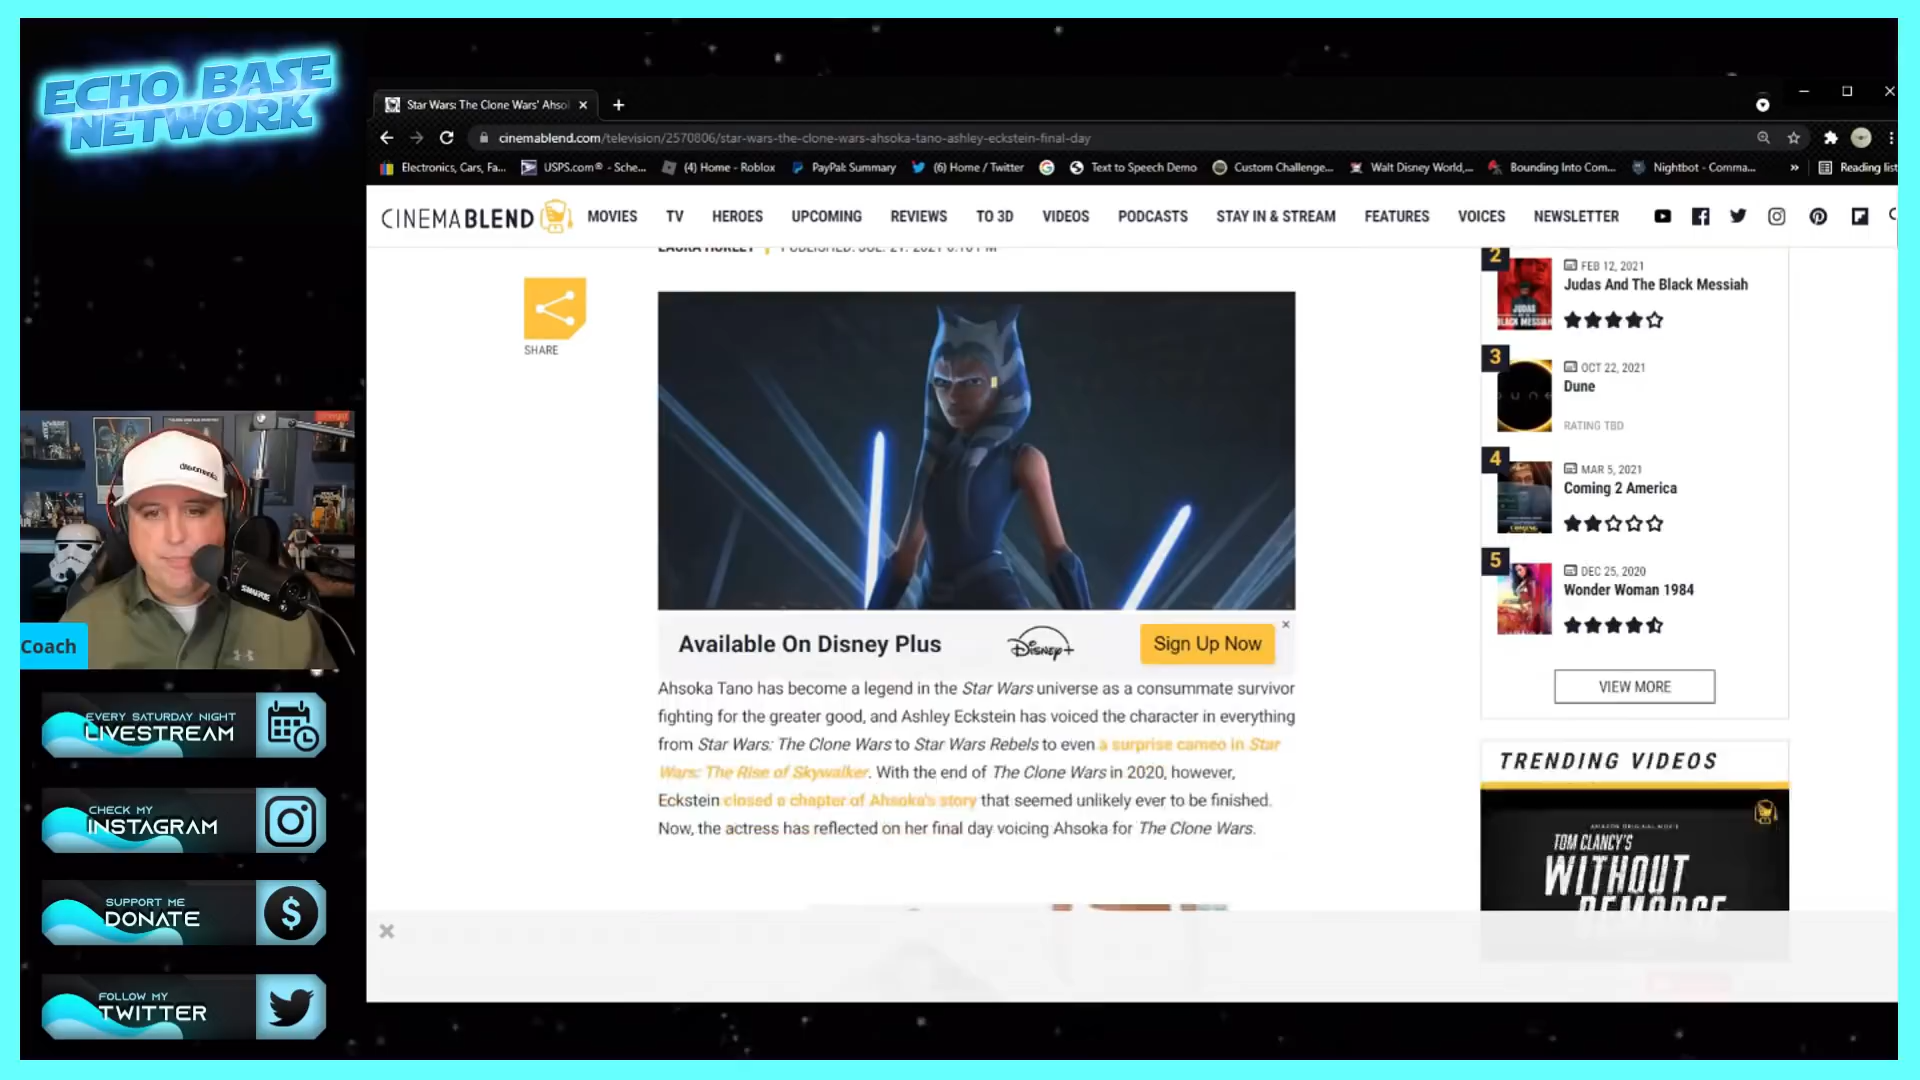 ECHO BASE
NETWORK
Star Wars: The Clone Wars' Ahsol
cinemablend.com/television/2570806/star-wars-the-clone-wars-ahsoka-tano-ashley-eckstein-final-day
Electronics, Cars, Fa...
USPS.com® - Sche...
(4) Home - Roblox
PayPal: Summary
(6) Home / Twitter
Text to Speech Demo
Custom Challenge...
Walt Disney World,...
Bounding Into Com...
Nightbot - Comma...
»
Reading list
CINEMABLEND
MOVIES
TV
HEROES
UPCOMING
REVIEWS
TO 3D
VIDEOS
PODCASTS
STAY IN & STREAM
FEATURES
VOICES
NEWSLETTER
SHARE
2
FEB 12, 2021
Judas And The Black Messiah
JUDAS
BLACK MESSIAH
3
OCT 22, 2021
Dune
DUNE
RATING TBD
4
MAR 5, 2021
Coming 2 America
5
DEC 25, 2020
Wonder Woman 1984
VIEW MORE
Available On Disney Plus
Disney+
Sign Up Now
Ahsoka Tano has become a legend in the Star Wars universe as a consummate survivor
fighting for the greater good, and Ashley Eckstein has voiced the character in everything
from Star Wars: The Clone Wars to Star Wars Rebels to even a surprise cameo in Star
Wars: The Rise of Skywalker. With the end of The Clone Wars in 2020, however,
Eckstein closed a chapter of Ahsoka's story that seemed unlikely ever to be finished.
Now, the actress has reflected on her final day voicing Ahsoka for The Clone Wars.
TRENDING VIDEOS
AMAZON ORIGINAL MOVIE
TOM CLANCY'S
WITHOUT
REMORSE
SHURE
Coach
EVERY SATURDAY NIGHT
LIVESTREAM
CHECK MY
INSTAGRAM
SUPPORT ME
DONATE
$
FOLLOW MY
TWITTER